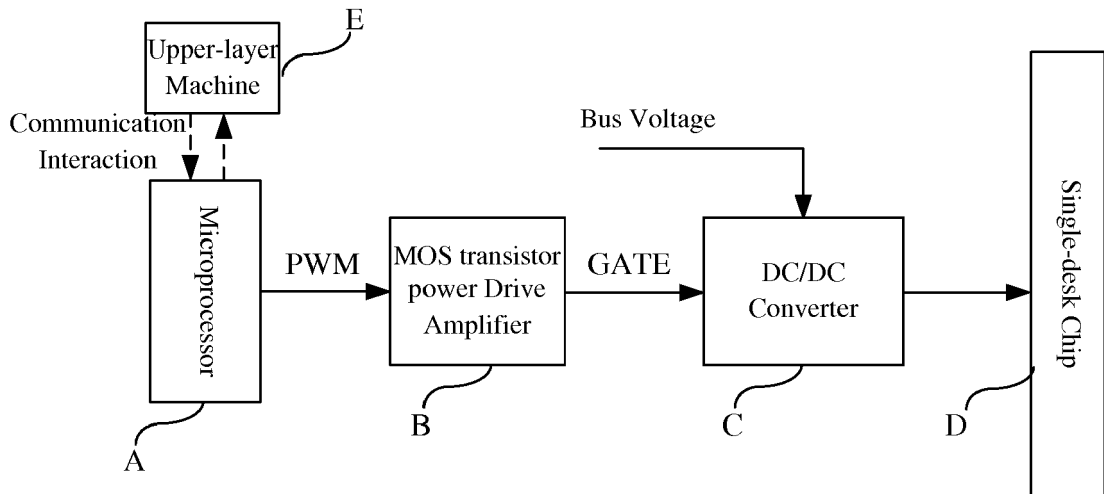 E
Upper-layer
Machine
Communication
Interaction
Microprocessor
A
PWM
MOS transistor
power Drive
Amplifier
B
GATE
Bus Voltage
DC/DC
Converter
C
Single-desk Chip
D